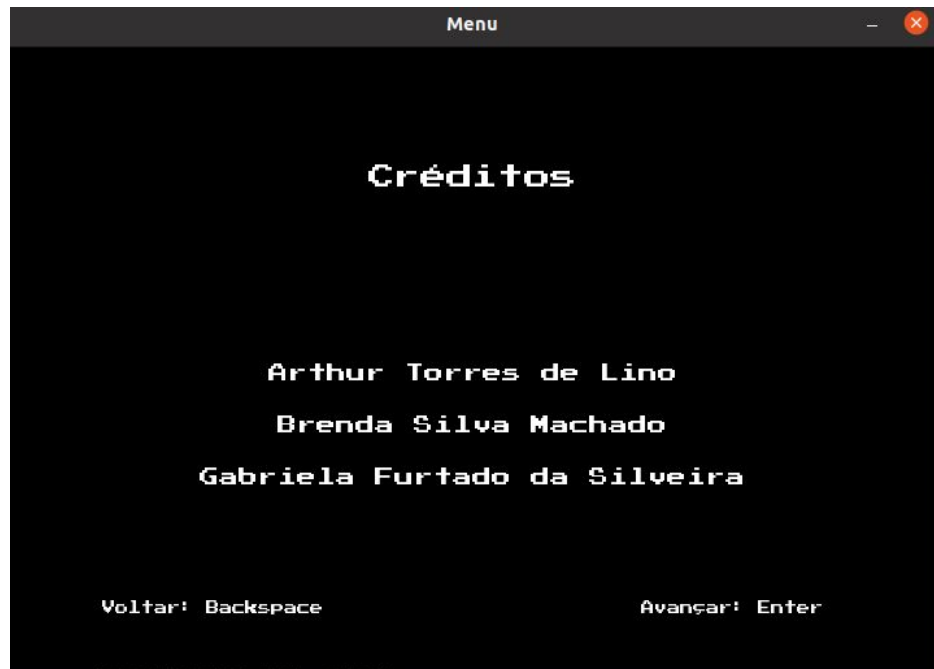 Menu
Créditos
Arthur Torres de Lino
Brenda Silva Machado
Gabriela Furtado da Silveira
Voltar: Backspace Avançar: Enter